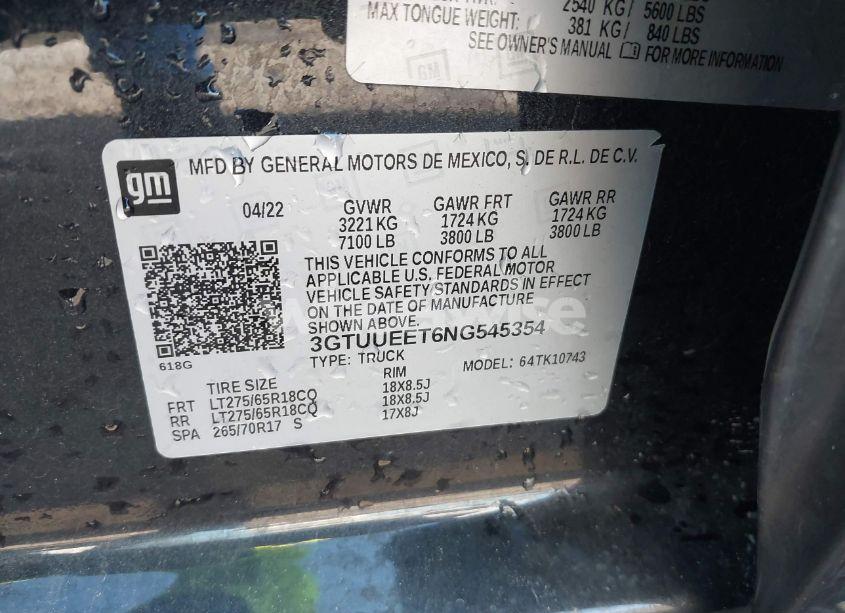 2540 KG/ 5600 LBS
MAX TONGUE WEIGHT: 381 KG/ 840 LBS
SEE OWNER'S MANUAL FOR MORE INFORMATION
GM
gm
MFD BY GENERAL MOTORS DE MEXICO, S. DE R.L. DE C.V.
04/22 GVWR GAWR FRT GAWR RR
3221 KG 1724 KG 1724 KG
7100 LB 3800 LB 3800 LB
THIS VEHICLE CONFORMS TO ALL
APPLICABLE U.S. FEDERAL MOTOR
VEHICLE SAFETY STANDARDS IN EFFECT
ON THE DATE OF MANUFACTURE
SHOWN ABOVE.
3GTUUEET6NG545354
618G TYPE: TRUCK MODEL: 64TK10743
TIRE SIZE RIM
FRT LT275/65R18CQ 18X8.5J
RR LT275/65R18CQ 18X8.5J
SPA 265/70R17 S 17X8J